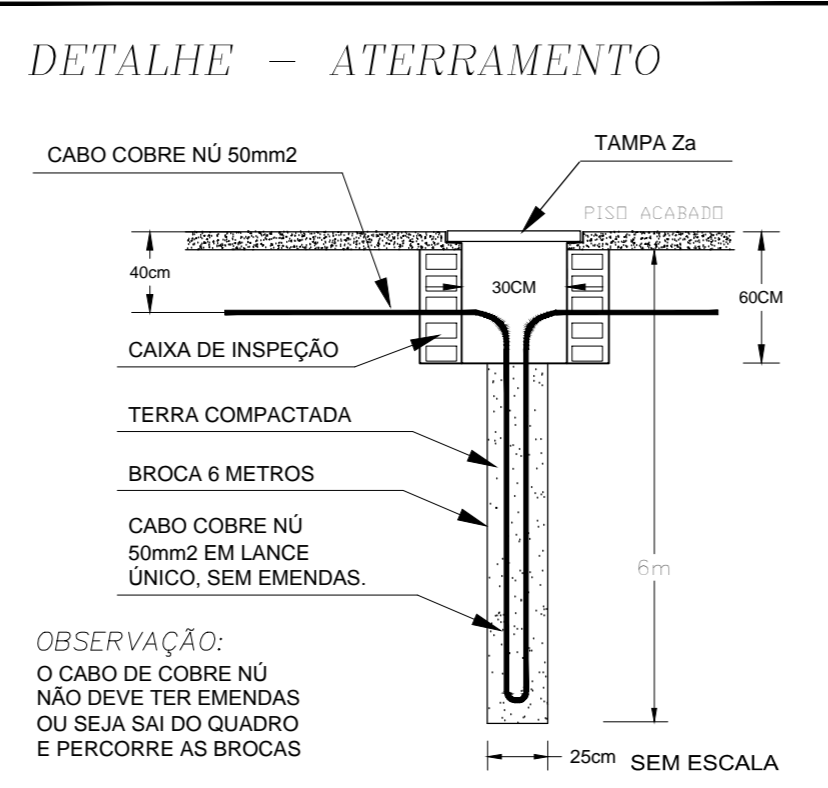 DETALHE - ATERRAMENTO
CABO COBRE NÚ 50mm2
TAMPA Za
PISO ACABADO
40cm
30CM
60CM
CAIXA DE INSPEÇÃO
TERRA COMPACTADA
BROCA 6 METROS
CABO COBRE NÚ
50mm2 EM LANCE
ÚNICO, SEM EMENDAS.
6m
OBSERVAÇÃO:
O CABO DE COBRE NÚ
NÃO DEVE TER EMENDAS
OU SEJA SAI DO QUADRO
E PERCORRE AS BROCAS
25cm
SEM ESCALA